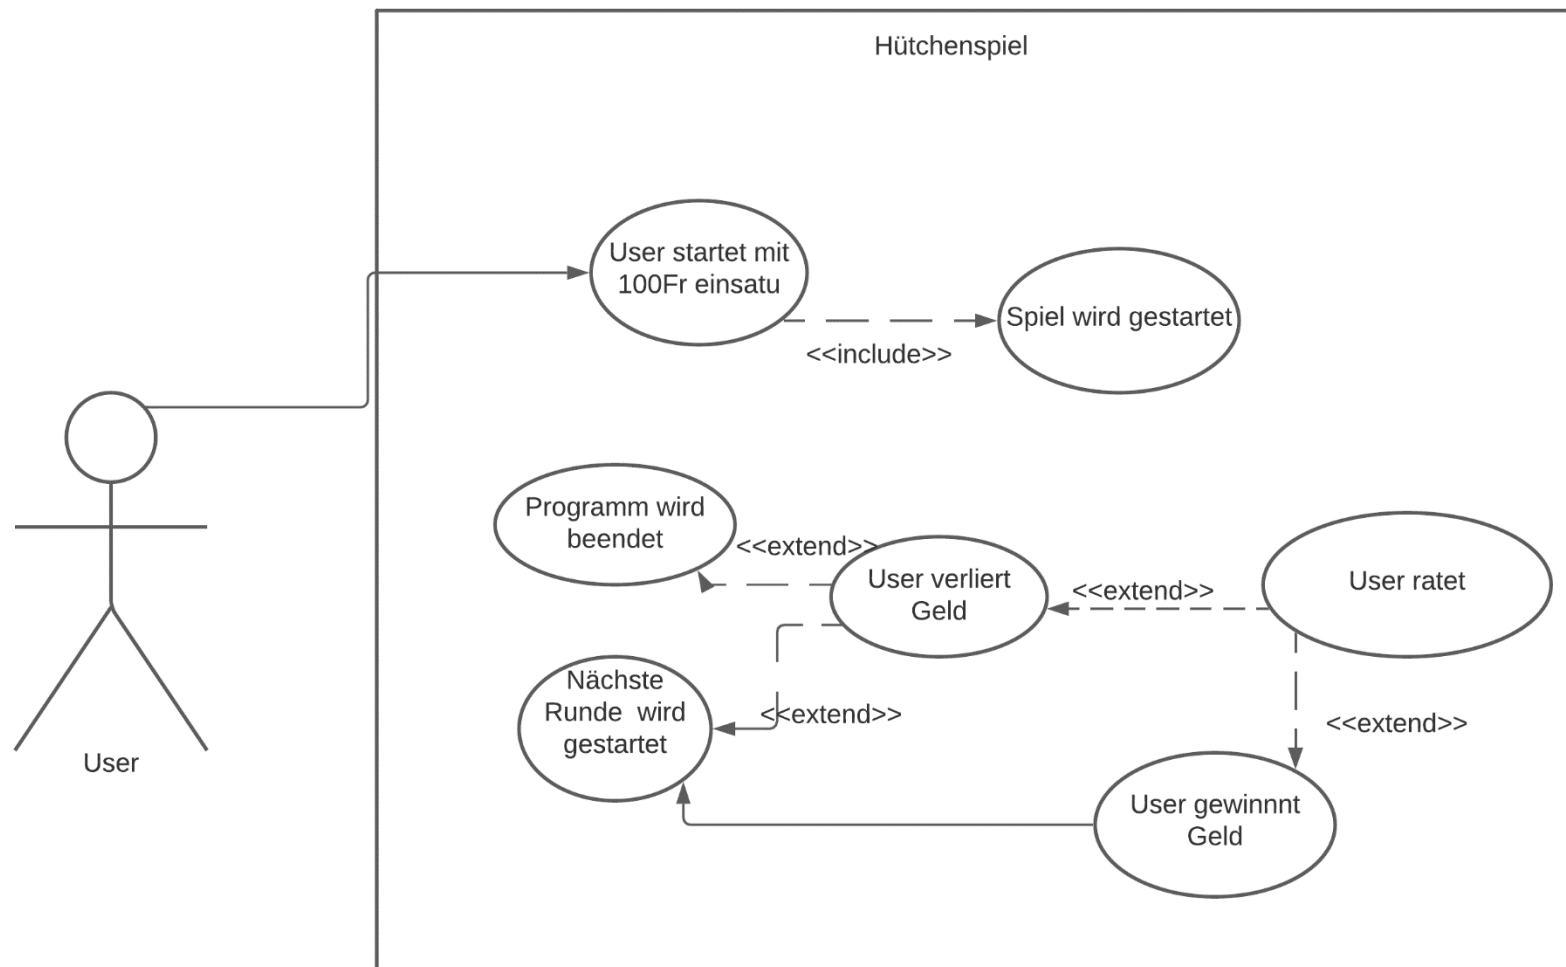 Hütchenspiel
User startet mit
100Fr einsatu
Spiel wird gestartet
<<include>>
Programm wird
beendet
<<extend>>
User verliert
Geld
<<extend>>
User ratet
Nächste
Runde wird
gestartet
<<extend>>
<<extend>>
User gewinnnt
Geld
User